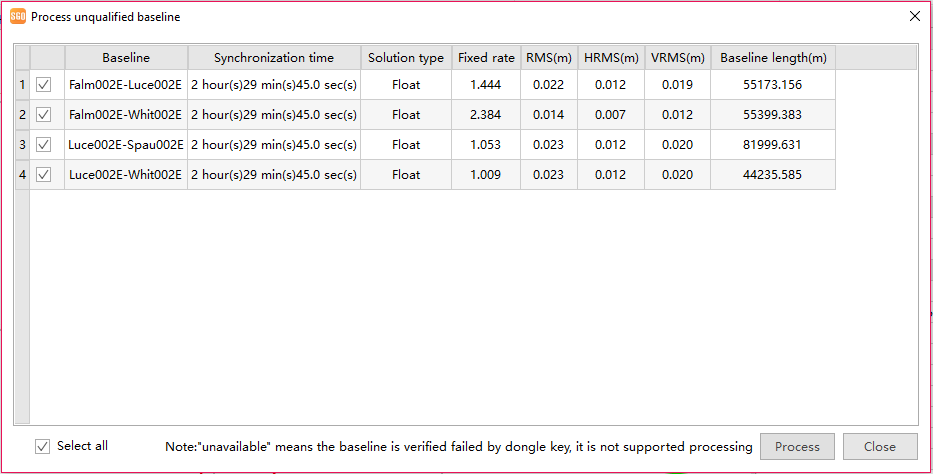 SGO Process unqualified baseline
Baseline Synchronization time Solution type Fixed rate RMS(m) HRMS(m) VRMS(m) Baseline length(m)
1 Falm002E-Luce002E 2 hour(s)29 min(s)45.0 sec(s) Float 1.444 0.022 0.012 0.019 55173.156
2 Falm002E-Whit002E 2 hour(s)29 min(s)45.0 sec(s) Float 2.384 0.014 0.007 0.012 55399.383
3 Luce002E-Spau002E 2 hour(s)29 min(s)45.0 sec(s) Float 1.053 0.023 0.012 0.020 81999.631
4 Luce002E-Whit002E 2 hour(s)29 min(s)45.0 sec(s) Float 1.009 0.023 0.012 0.020 44235.585
Select all Note:"unavailable" means the baseline is verified failed by dongle key, it is not supported processing Process Close